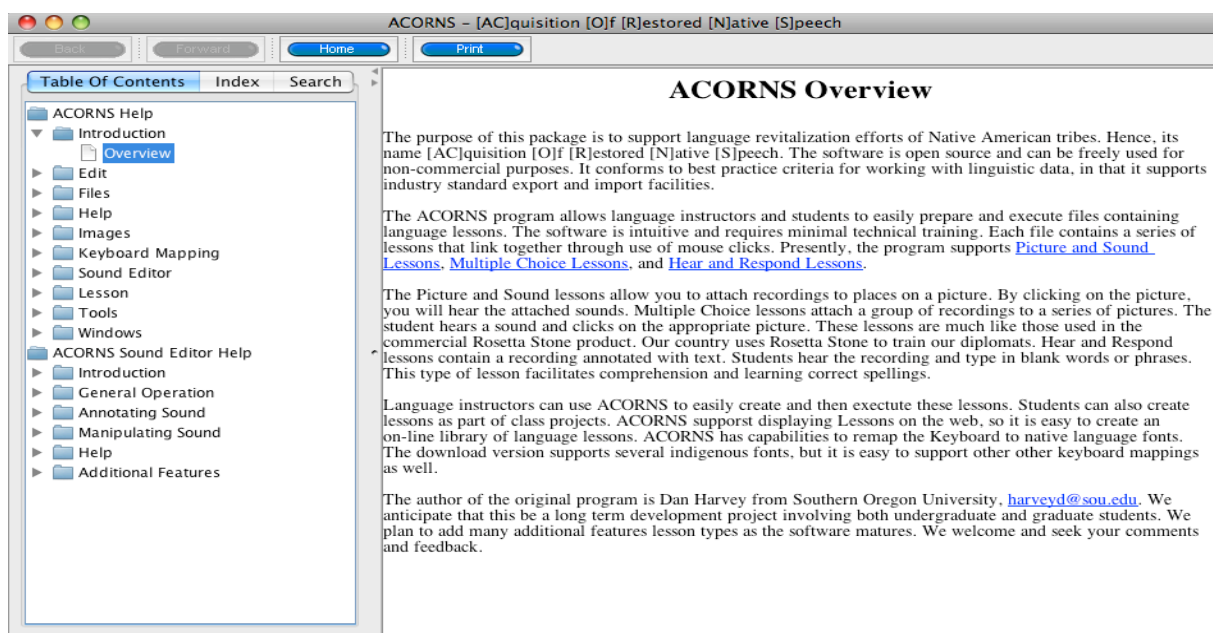 ACORNS – [AC]quisition [O]f [R]estored [N]ative [S]peech
Back Forward Home Print
Table Of Contents Index Search
ACORNS Help
Introduction
Overview
Edit
Files
Help
Images
Keyboard Mapping
Sound Editor
Lesson
Tools
Windows
ACORNS Sound Editor Help
Introduction
General Operation
Annotating Sound
Manipulating Sound
Help
Additional Features
ACORNS Overview
The purpose of this package is to support language revitalization efforts of Native American tribes. Hence, its
name [AC]quisition [O]f [R]estored [N]ative [S]peech. The software is open source and can be freely used for
non-commercial purposes. It conforms to best practice criteria for working with linguistic data, in that it supports
industry standard export and import facilities.
The ACORNS program allows language instructors and students to easily prepare and execute files containing
language lessons. The software is intuitive and requires minimal technical training. Each file contains a series of
lessons that link together through use of mouse clicks. Presently, the program supports Picture and Sound
Lessons, Multiple Choice Lessons, and Hear and Respond Lessons.
The Picture and Sound lessons allow you to attach recordings to places on a picture. By clicking on the picture,
you will hear the attached sounds. Multiple Choice lessons attach a group of recordings to a series of pictures. The
student hears a sound and clicks on the appropriate picture. These lessons are much like those used in the
commercial Rosetta Stone product. Our country uses Rosetta Stone to train our diplomats. Hear and Respond
lessons contain a recording annotated with text. Students hear the recording and type in blank words or phrases.
This type of lesson facilitates comprehension and learning correct spellings.
Language instructors can use ACORNS to easily create and then exectute these lessons. Students can also create
lessons as part of class projects. ACORNS supporst displaying Lessons on the web, so it is easy to create an
on-line library of language lessons. ACORNS has capabilities to remap the Keyboard to native language fonts.
The download version supports several indigenous fonts, but it is easy to support other other keyboard mappings
as well.
The author of the original program is Dan Harvey from Southern Oregon University, harveyd@sou.edu. We
anticipate that this be a long term development project involving both undergraduate and graduate students. We
plan to add many additional features lesson types as the software matures. We welcome and seek your comments
and feedback.